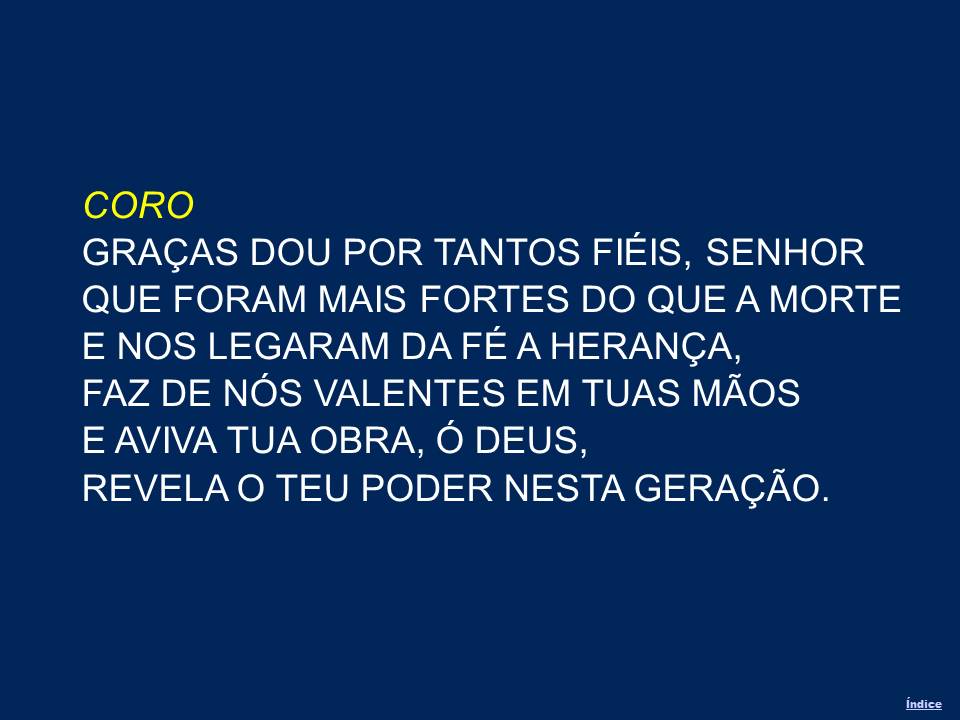 CORO
GRAÇAS DOU POR TANTOS FIÉIS, SENHOR
QUE FORAM MAIS FORTES DO QUE A MORTE
E NOS LEGARAM DA FÉ A HERANÇA,
FAZ DE NÓS VALENTES EM TUAS MÃOS
E AVIVA TUA OBRA, Ó DEUS,
REVELA O TEU PODER NESTA GERAÇÃO.
Índice